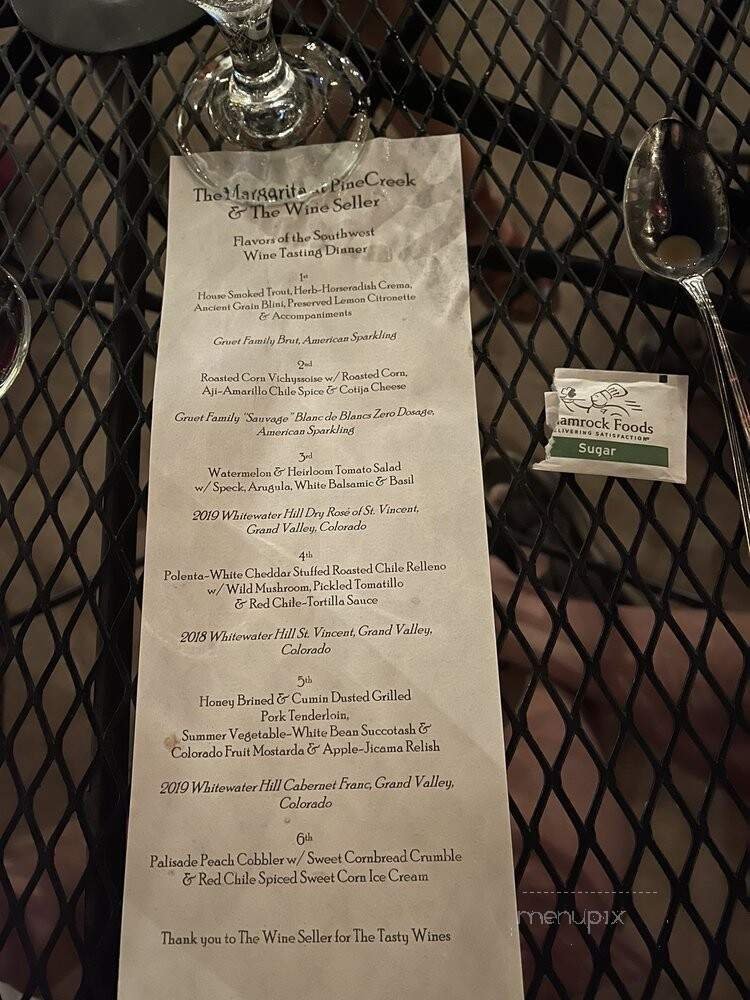 The Margarita at PineCreek
& The Wine Seller
Flavors of the Southwest
Wine Tasting Dinner
1st
House Smoked Trout, Herb-Horseradish Crema,
Ancient Grain Blini, Preserved Lemon Citronette
& Accompaniments
Gruet Family Brut, American Sparkling
2nd
Roasted Corn Vichyssoise w/ Roasted Corn,
Aji-Amarillo Chile Spice & Cotija Cheese
Gruet Family "Sauvage" Blanc de Blancs Zero Dosage,
American Sparkling
3rd
Watermelon & Heirloom Tomato Salad
w/ Speck, Arugula, White Balsamic & Basil
2019 Whitewater Hill Dry Rosé of St. Vincent,
Grand Valley, Colorado
4th
Polenta-White Cheddar Stuffed Roasted Chile Relleno
w/ Wild Mushroom, Pickled Tomatillo
& Red Chile-Tortilla Sauce
2018 Whitewater Hill St. Vincent, Grand Valley,
Colorado
5th
Honey Brined & Cumin Dusted Grilled
Pork Tenderloin,
Summer Vegetable-White Bean Succotash &
Colorado Fruit Mostarda & Apple-Jicama Relish
2019 Whitewater Hill Cabernet Franc, Grand Valley,
Colorado
6th
Palisade Peach Cobbler w/ Sweet Cornbread Crumble
& Red Chile Spiced Sweet Corn Ice Cream
Thank you to The Wine Seller for The Tasty Wines
amrock Foods
LIVERING SATISFACTION
Sugar
menupix